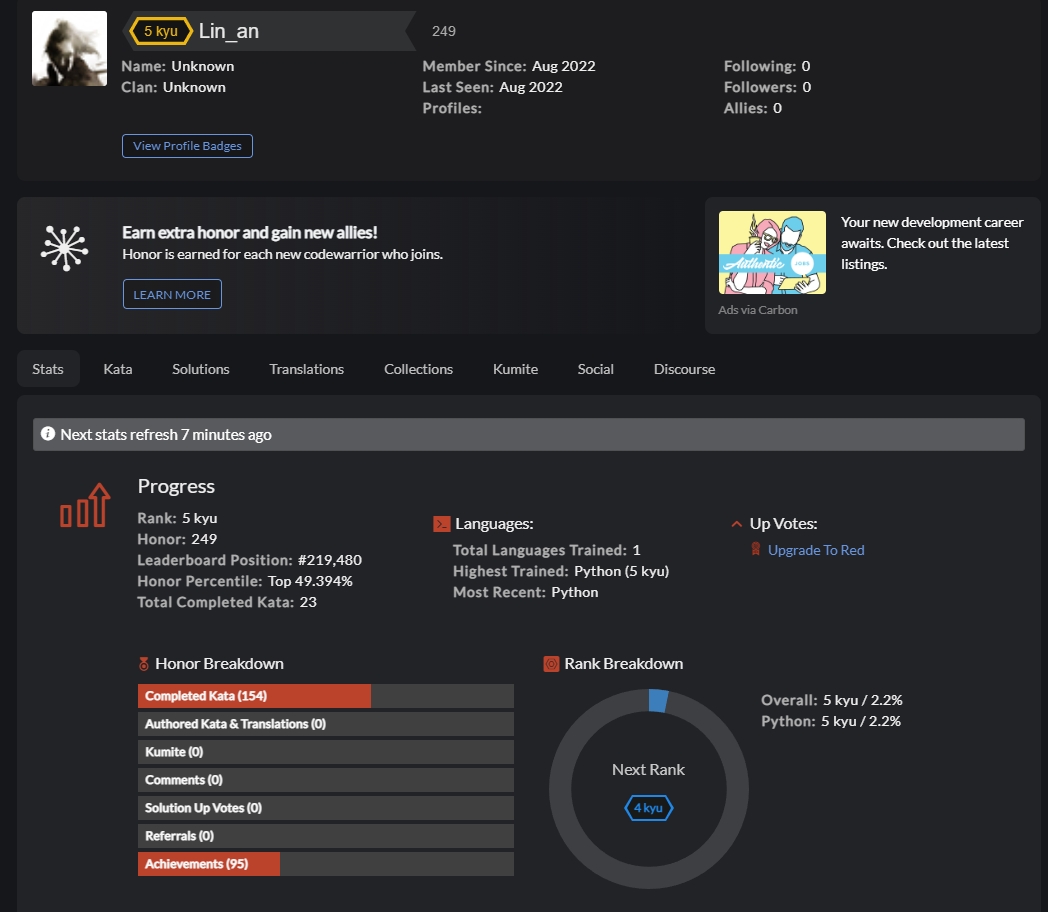 5 kyu Lin_an 249
Name: Unknown Member Since: Aug 2022 Following: 0
Clan: Unknown Last Seen: Aug 2022 Followers: 0
Profiles: Allies: 0
View Profile Badges
Earn extra honor and gain new allies!
Honor is earned for each new codewarrior who joins.
LEARN MORE
Authentic JOBS
Your new development career
awaits. Check out the latest
listings.
Ads via Carbon
Stats Kata Solutions Translations Collections Kumite Social Discourse
Next stats refresh 7 minutes ago
Progress
Rank: 5 kyu
Honor: 249
Leaderboard Position: #219,480
Honor Percentile: Top 49.394%
Total Completed Kata: 23
Languages:
Total Languages Trained: 1
Highest Trained: Python (5 kyu)
Most Recent: Python
Up Votes:
Upgrade To Red
Honor Breakdown
Completed Kata (154)
Authored Kata & Translations (0)
Kumite (0)
Comments (0)
Solution Up Votes (0)
Referrals (0)
Achievements (95)
Rank Breakdown
Next Rank
4 kyu
Overall: 5 kyu / 2.2%
Python: 5 kyu / 2.2%